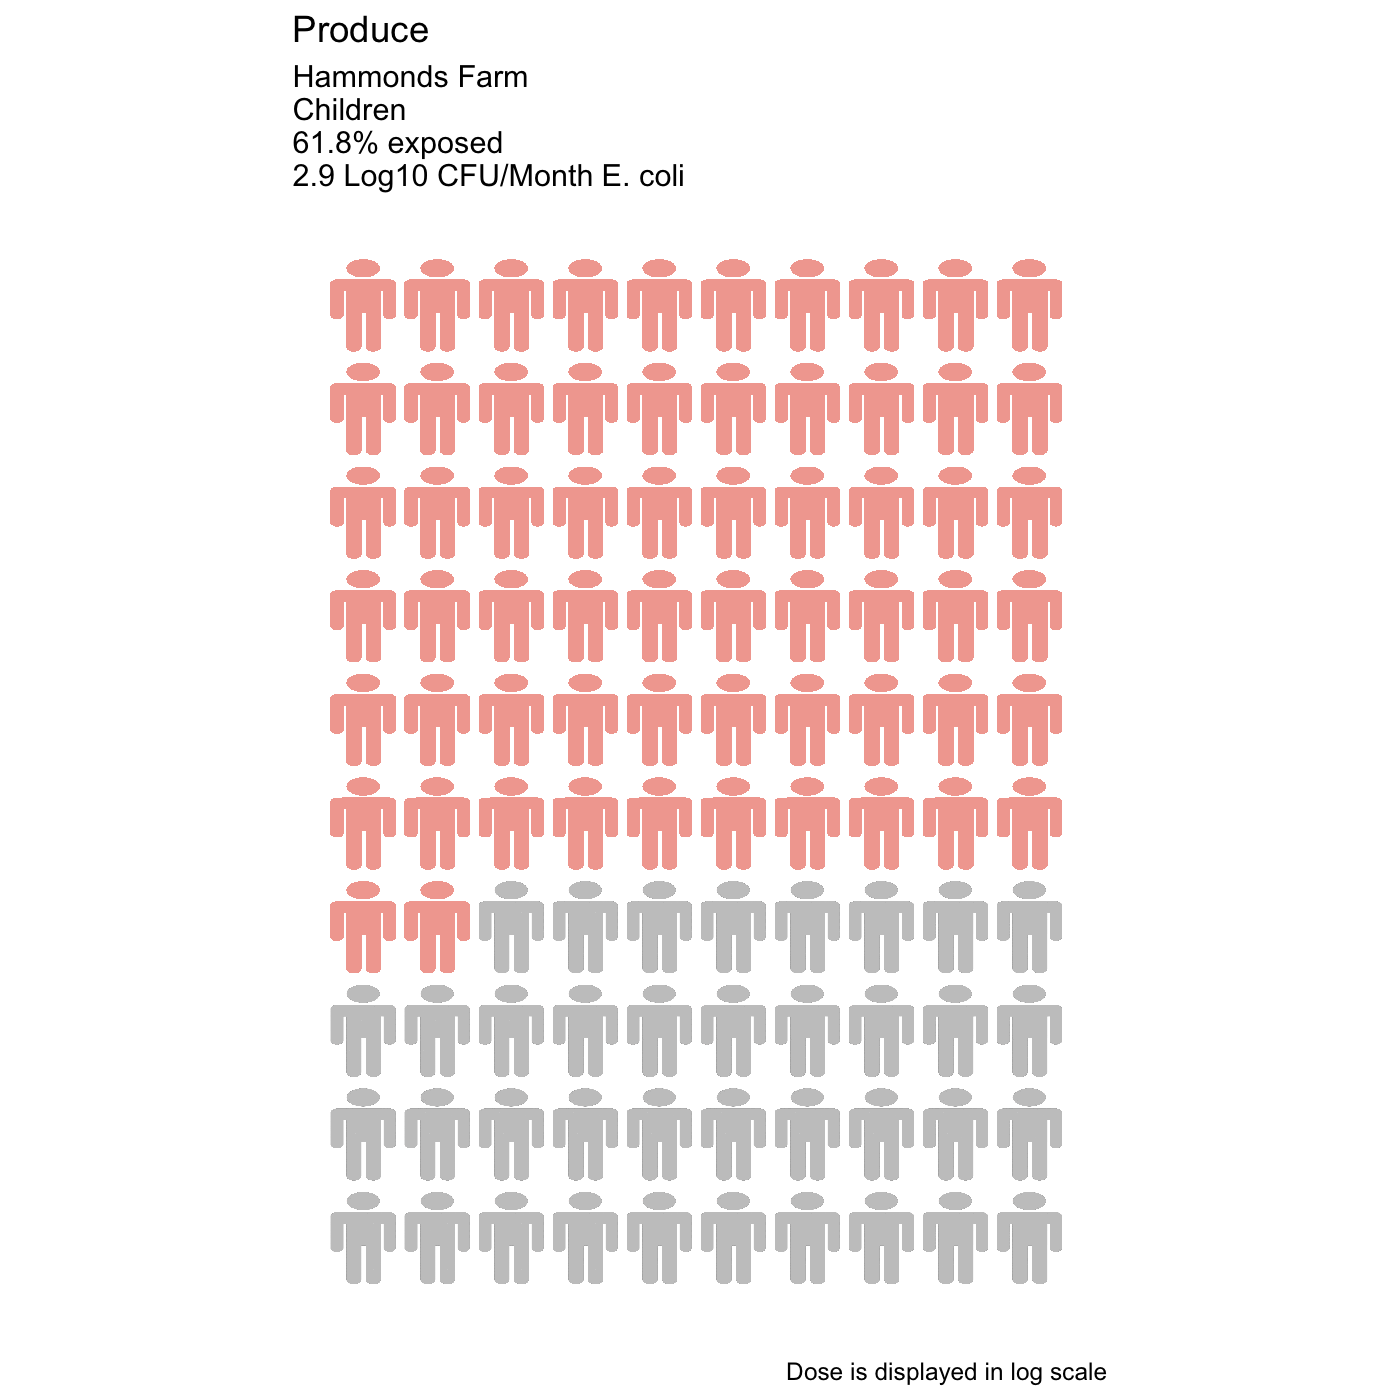 Produce
Hammonds Farm
Children
61.8% exposed
2.9 Log10 CFU/Month E. coli
Dose is displayed in log scale